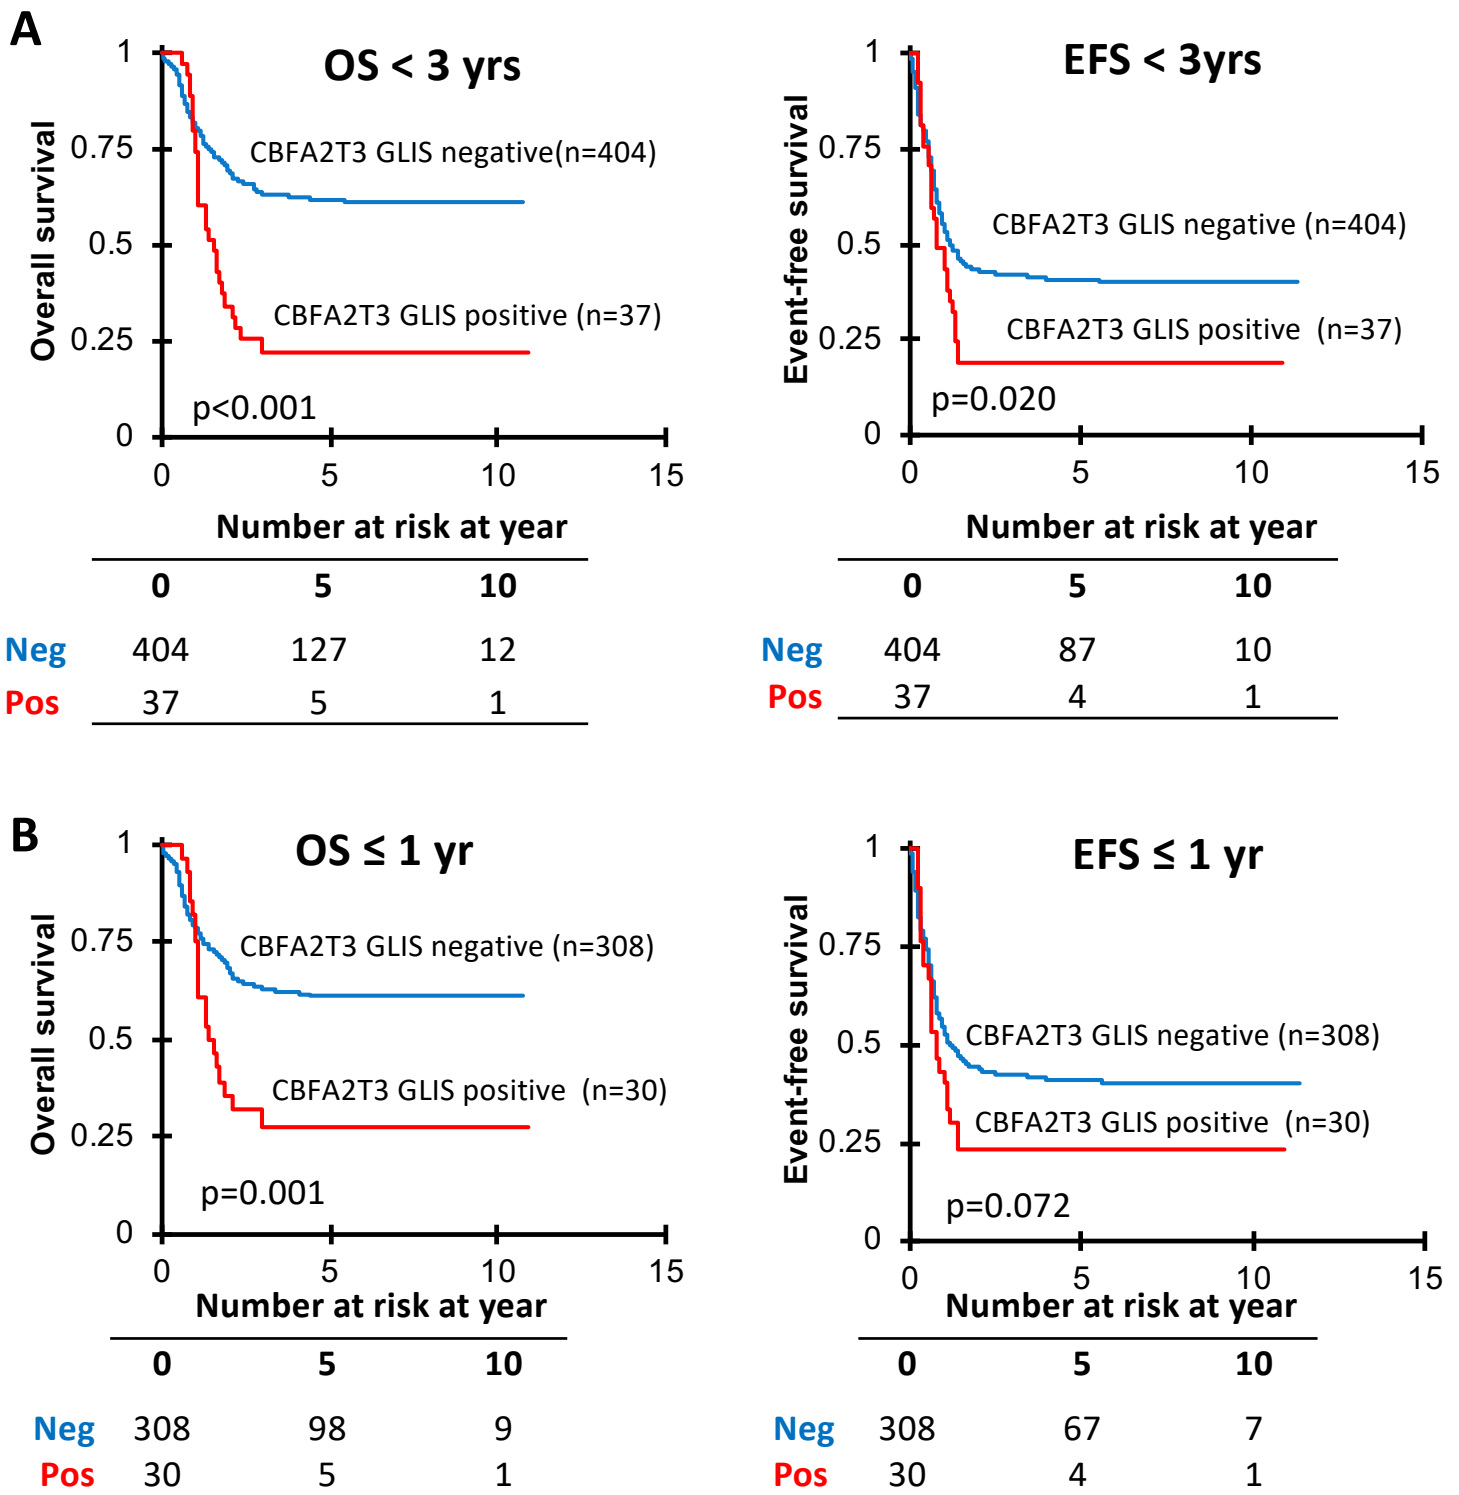 A
OS < 3 yrs
Overall survival
1
0.75
0.5
0.25
0
CBFA2T3 GLIS negative(n=404)
CBFA2T3 GLIS positive (n=37)
p<0.001
0 5 10 15
Number at risk at year
0 5 10
Neg 404 127 12
Pos 37 5 1
EFS < 3yrs
Event-free survival
1
0.75
0.5
0.25
0
CBFA2T3 GLIS negative (n=404)
CBFA2T3 GLIS positive (n=37)
p=0.020
0 5 10 15
Number at risk at year
0 5 10
Neg 404 87 10
Pos 37 4 1
B
OS ≤ 1 yr
Overall survival
1
0.75
0.5
0.25
0
CBFA2T3 GLIS negative (n=308)
CBFA2T3 GLIS positive (n=30)
p=0.001
0 5 10 15
Number at risk at year
0 5 10
Neg 308 98 9
Pos 30 5 1
EFS ≤ 1 yr
Event-free survival
1
0.75
0.5
0.25
0
CBFA2T3 GLIS negative (n=308)
CBFA2T3 GLIS positive (n=30)
p=0.072
0 5 10 15
Number at risk at year
0 5 10
Neg 308 67 7
Pos 30 4 1